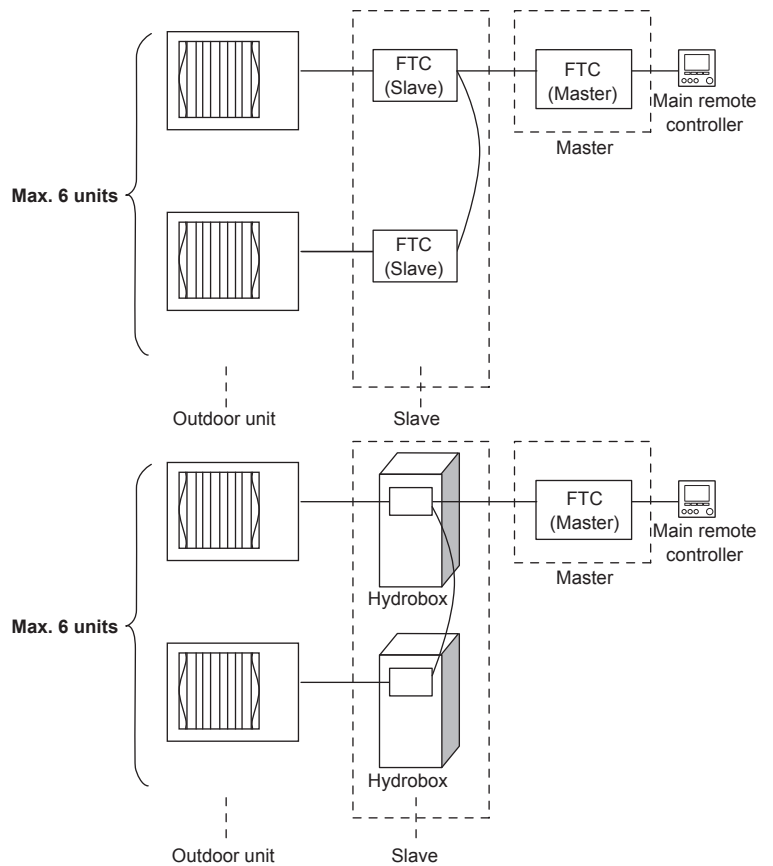 FTC
(Slave)
FTC
(Master)
Main remote
controller
Master
Max. 6 units
FTC
(Slave)
Outdoor unit
Slave
FTC
(Master)
Main remote
controller
Master
Hydrobox
Max. 6 units
Hydrobox
Outdoor unit
Slave